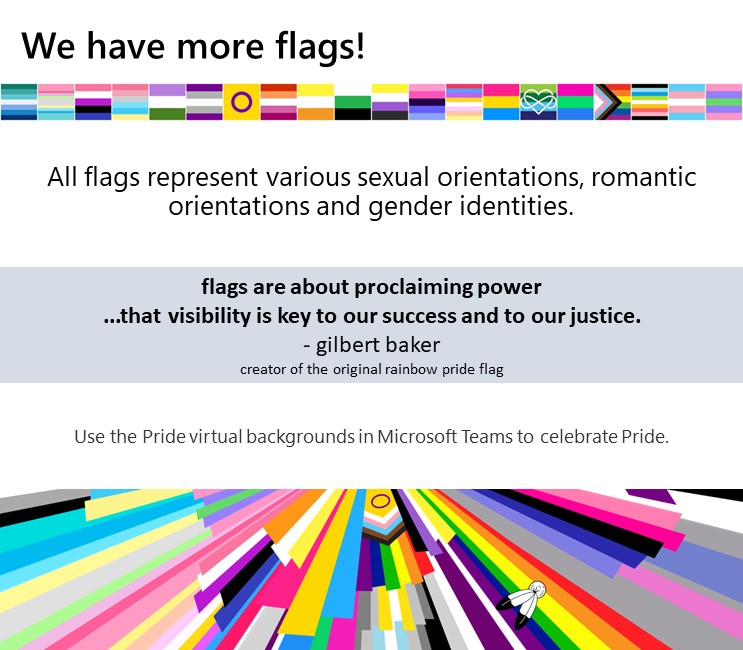 We have more flags!
All flags represent various sexual orientations, romantic
orientations and gender identities.
flags are about proclaiming power
...that visibility is key to our success and to our justice.
- gilbert baker
creator of the original rainbow pride flag
Use the Pride virtual backgrounds in Microsoft Teams to celebrate Pride.